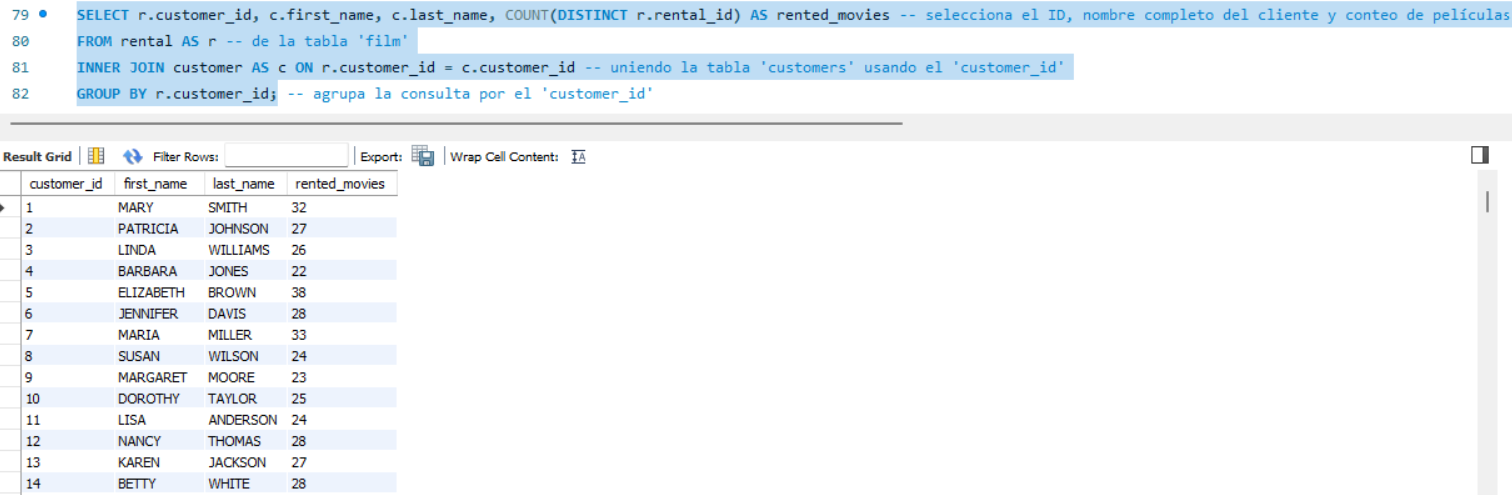 79 SELECT r.customer_id, c.first_name, c.last_name, COUNT(DISTINCT r.rental_id) AS rented_movies -- selecciona el ID, nombre completo del cliente y conteo de películas
80 FROM rental AS r -- de la tabla 'film'
81 INNER JOIN customer AS c ON r.customer_id = c.customer_id -- uniendo la tabla 'customers' usando el 'customer_id'
82 GROUP BY r.customer_id; -- agrupa la consulta por el 'customer_id'
Result Grid Filter Rows: Export: Wrap Cell Content:
customer_id first_name last_name rented_movies
1 MARY SMITH 32
2 PATRICIA JOHNSON 27
3 LINDA WILLIAMS 26
4 BARBARA JONES 22
5 ELIZABETH BROWN 38
6 JENNIFER DAVIS 28
7 MARIA MILLER 33
8 SUSAN WILSON 24
9 MARGARET MOORE 23
10 DOROTHY TAYLOR 25
11 LISA ANDERSON 24
12 NANCY THOMAS 28
13 KAREN JACKSON 27
14 BETTY WHITE 28